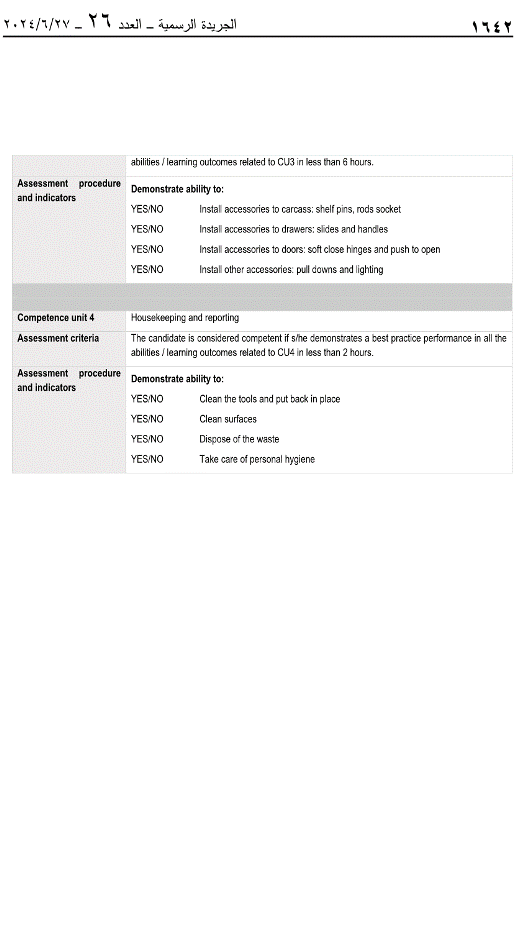 ١٦٤٢ الجريدة الرسمية ـ العدد ٢٦ ـ ٢٠٢٤/٦/٢٧
abilities / learning outcomes related to CU3 in less than 6 hours.
Assessment procedure and indicators
Demonstrate ability to:
YES/NO Install accessories to carcass: shelf pins, rods socket
YES/NO Install accessories to drawers: slides and handles
YES/NO Install accessories to doors: soft close hinges and push to open
YES/NO Install other accessories: pull downs and lighting
Competence unit 4 Housekeeping and reporting
Assessment criteria The candidate is considered competent if s/he demonstrates a best practice performance in all the
abilities / learning outcomes related to CU4 in less than 2 hours.
Assessment procedure and indicators
Demonstrate ability to:
YES/NO Clean the tools and put back in place
YES/NO Clean surfaces
YES/NO Dispose of the waste
YES/NO Take care of personal hygiene